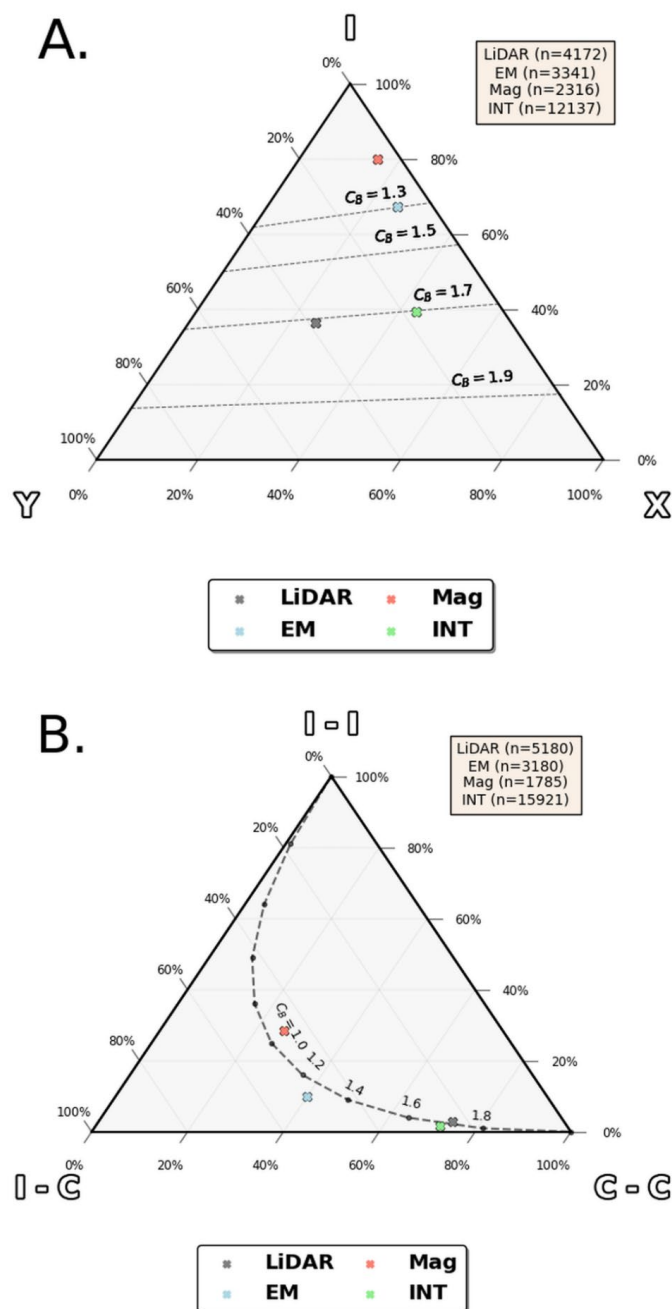 A.
I
LiDAR (n=4172)
EM (n=3341)
Mag (n=2316)
INT (n=12137)
0%
100%
20%
80%
C_B = 1.3
40%
60%
C_B = 1.5
60%
40%
C_B = 1.7
80%
20%
C_B = 1.9
100%
0%
Y 0% 20% 40% 60% 80% 100% X
LiDAR Mag
EM INT
B.
I - I
LiDAR (n=5180)
EM (n=3180)
Mag (n=1785)
INT (n=15921)
0%
100%
20%
80%
40%
60%
60%
40%
C_B = 1.0
1.2
80%
20%
1.4
1.6
1.8
100%
0%
0% 20% 40% 60% 80% 100%
I - C C - C
LiDAR Mag
EM INT